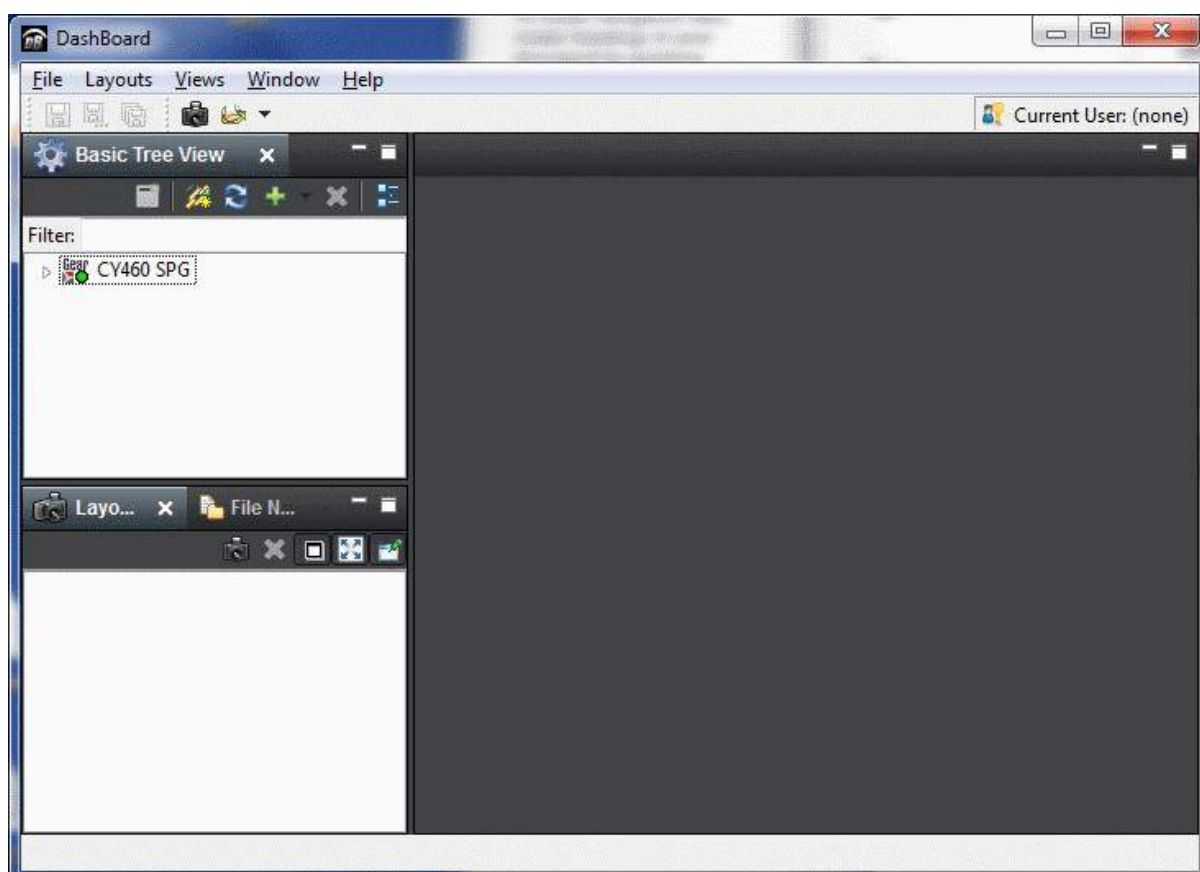 DashBoard
File Layouts Views Window Help
Current User: (none)
Basic Tree View
Filter:
CY460 SPG
Layo... File N...